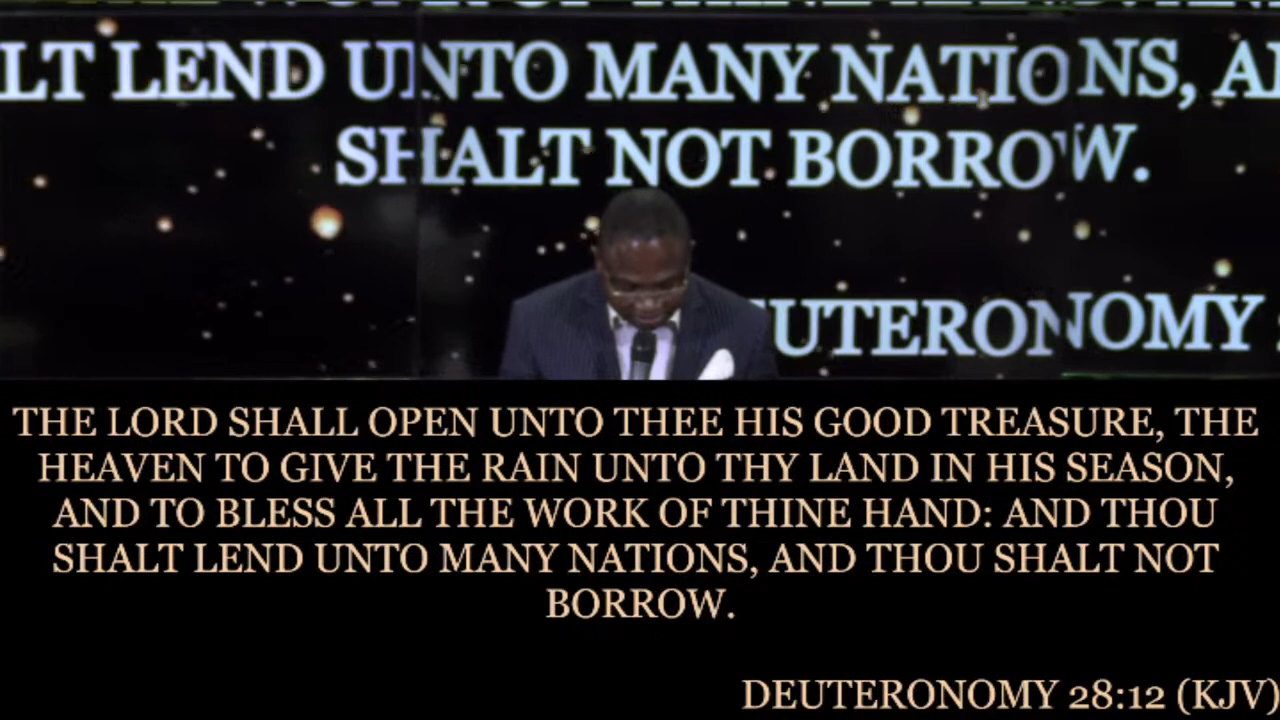 LT LEND UNTO MANY NATIONS, A
SHALT NOT BORROW.
EUTERONOMY
THE LORD SHALL OPEN UNTO THEE HIS GOOD TREASURE, THE
HEAVEN TO GIVE THE RAIN UNTO THY LAND IN HIS SEASON,
AND TO BLESS ALL THE WORK OF THINE HAND: AND THOU
SHALT LEND UNTO MANY NATIONS, AND THOU SHALT NOT
BORROW.
DEUTERONOMY 28:12 (KJV)